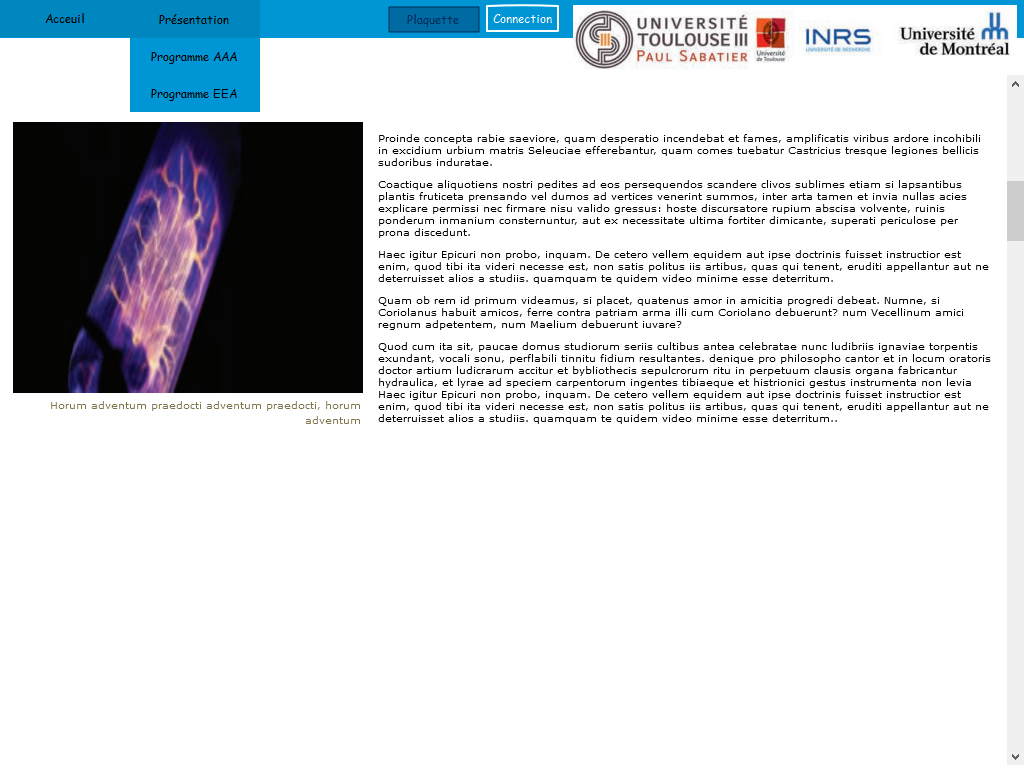 Acceuil
Présentation
Plaquette
Connection
UNIVERSITÉ
TOULOUSE III
PAUL SABATIER
Université
de Toulouse
INRS
UNIVERSITÉ DE RECHERCHE
Université
de Montréal
Programme AAA
Programme EEA
Horum adventum praedocti adventum praedocti, horum
adventum
Proinde concepta rabie saeviore, quam desperatio incendebat et fames, amplificatis viribus ardore incohibili
in excidium urbium matris Seleuciae efferebantur, quam comes tuebatur Castricius tresque legiones bellicis
sudoribus induratae.
Coactique aliquotiens nostri pedites ad eos persequendos scandere clivos sublimes etiam si lapsantibus
plantis fruticeta prensando vel dumos ad vertices venerint summos, inter arta tamen et invia nullas acies
explicare permissi nec firmare nisu valido gressus: hoste discursatore rupium abscisa volvente, ruinis
ponderum inmanium consternuntur, aut ex necessitate ultima fortiter dimicante, superati periculose per
prona discedunt.
Haec igitur Epicuri non probo, inquam. De cetero vellem equidem aut ipse doctrinis fuisset instructior est
enim, quod tibi ita videri necesse est, non satis politus iis artibus, quas qui tenent, eruditi appellantur aut ne
deterruisset alios a studiis. quamquam te quidem video minime esse deterritum.
Quam ob rem id primum videamus, si placet, quatenus amor in amicitia progredi debeat. Numne, si
Coriolanus habuit amicos, ferre contra patriam arma illi cum Coriolano debuerunt? num Vecellinum amici
regnum adpetentem, num Maelium debuerunt iuvare?
Quod cum ita sit, paucae domus studiorum seriis cultibus antea celebratae nunc ludibriis ignaviae torpentis
exundant, vocali sonu, perflabili tinnitu fidium resultantes. denique pro philosopho cantor et in locum oratoris
doctor artium ludicrarum accitur et bybliothecis sepulcrorum ritu in perpetuum clausis organa fabricantur
hydraulica, et lyrae ad speciem carpentorum ingentes tibiaeque et histrionici gestus instrumenta non levia
Haec igitur Epicuri non probo, inquam. De cetero vellem equidem aut ipse doctrinis fuisset instructior est
enim, quod tibi ita videri necesse est, non satis politus iis artibus, quas qui tenent, eruditi appellantur aut ne
deterruisset alios a studiis. quamquam te quidem video minime esse deterritum..